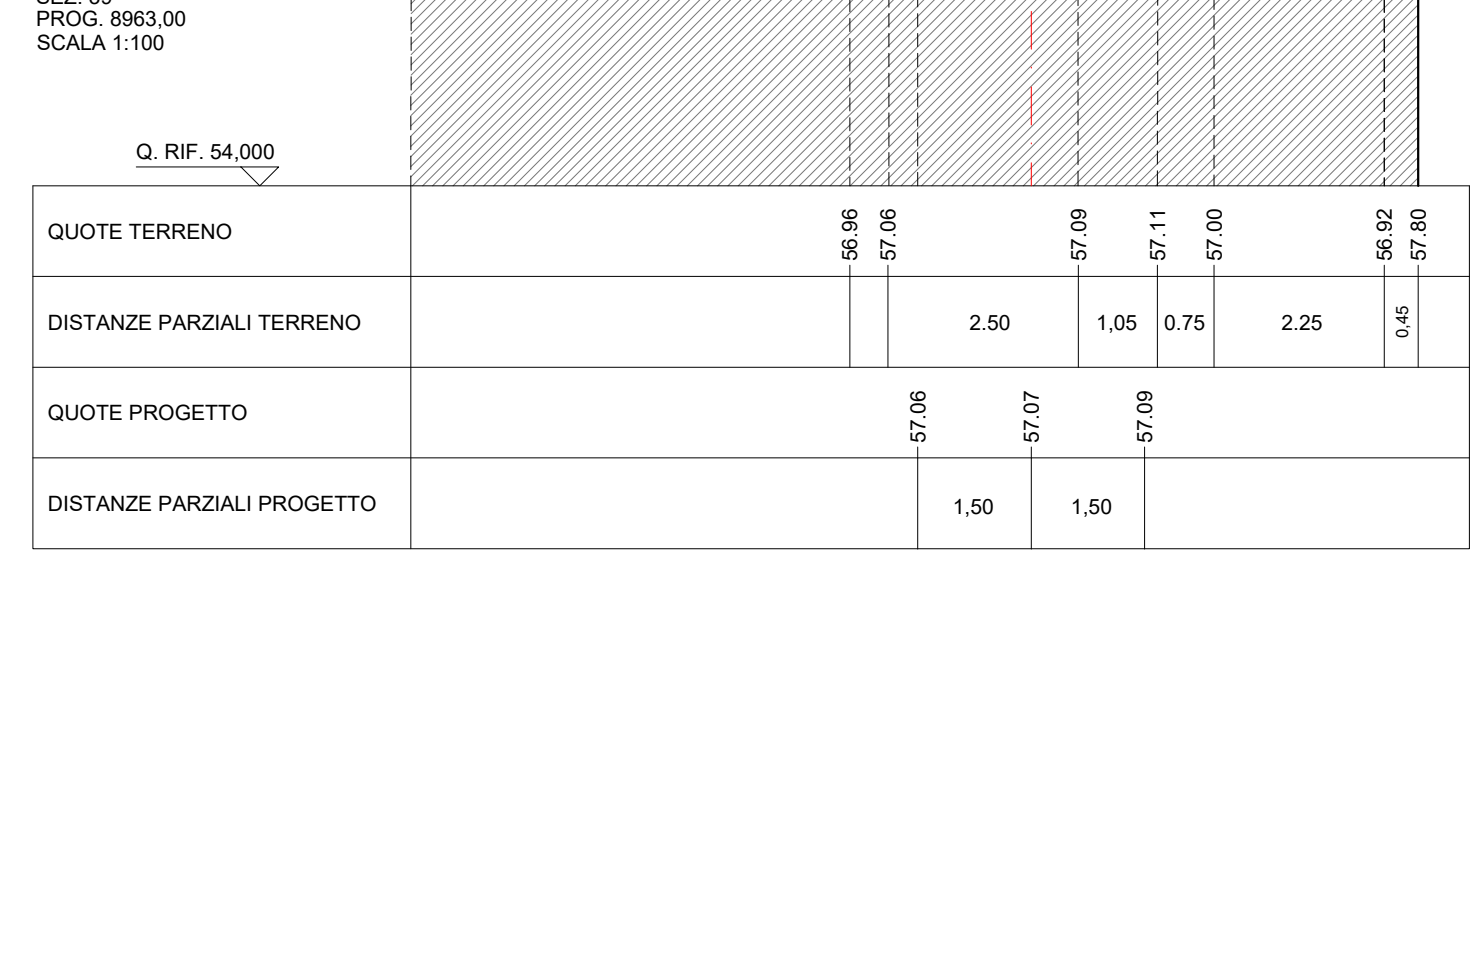 PROG. 8963,00
SCALA 1:100
Q. RIF. 54,000
QUOTE TERRENO 56.96 57.06 57.09 57.11 57.00 56.92 57.80
DISTANZE PARZIALI TERRENO 2.50 1,05 0.75 2.25 0,45
QUOTE PROGETTO 57.06 57.07 57.09
DISTANZE PARZIALI PROGETTO 1,50 1,50